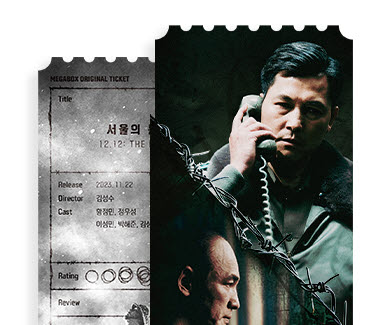 MEGABOX ORIGINAL TICKET
Title
서울의
12.12: THE
Release 2023.11.22
Director 김성수
Cast 황정민, 정우성
이성민, 박해준, 김성
Rating
Review